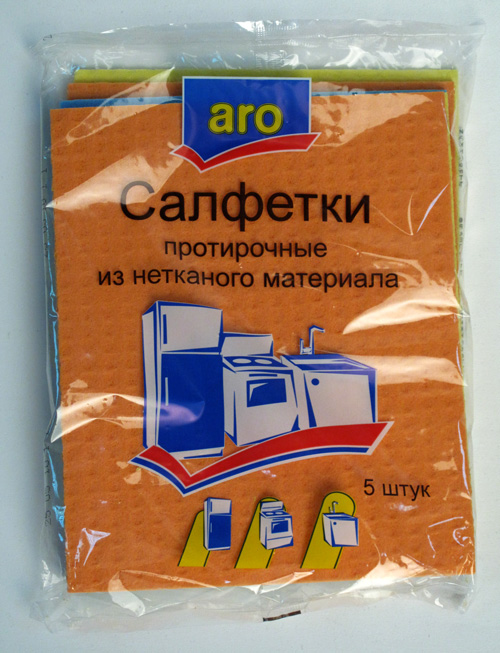 aro
Салфетки
протирочные
из нетканого материала
5 штук